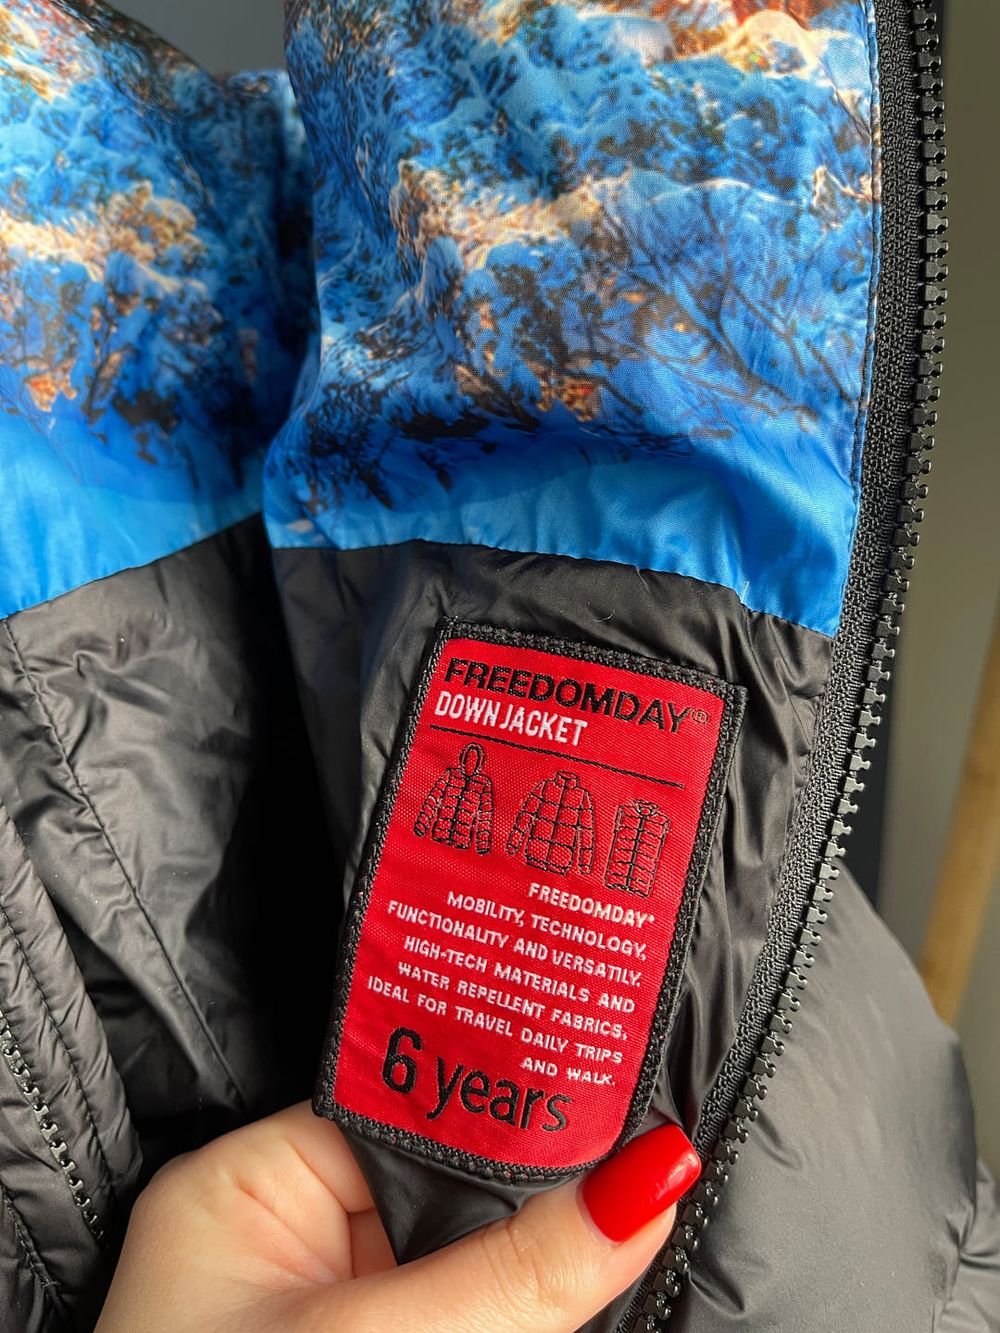 FREEDOMDAY®
DOWN JACKET
FREEDOMDAY*
MOBILITY, TECHNOLOGY,
FUNCTIONALITY AND VERSATILY.
HIGH-TECH MATERIALS AND
WATER REPELLENT FABRICS,
IDEAL FOR TRAVEL DAILY TRIPS
AND WALK.
6 years